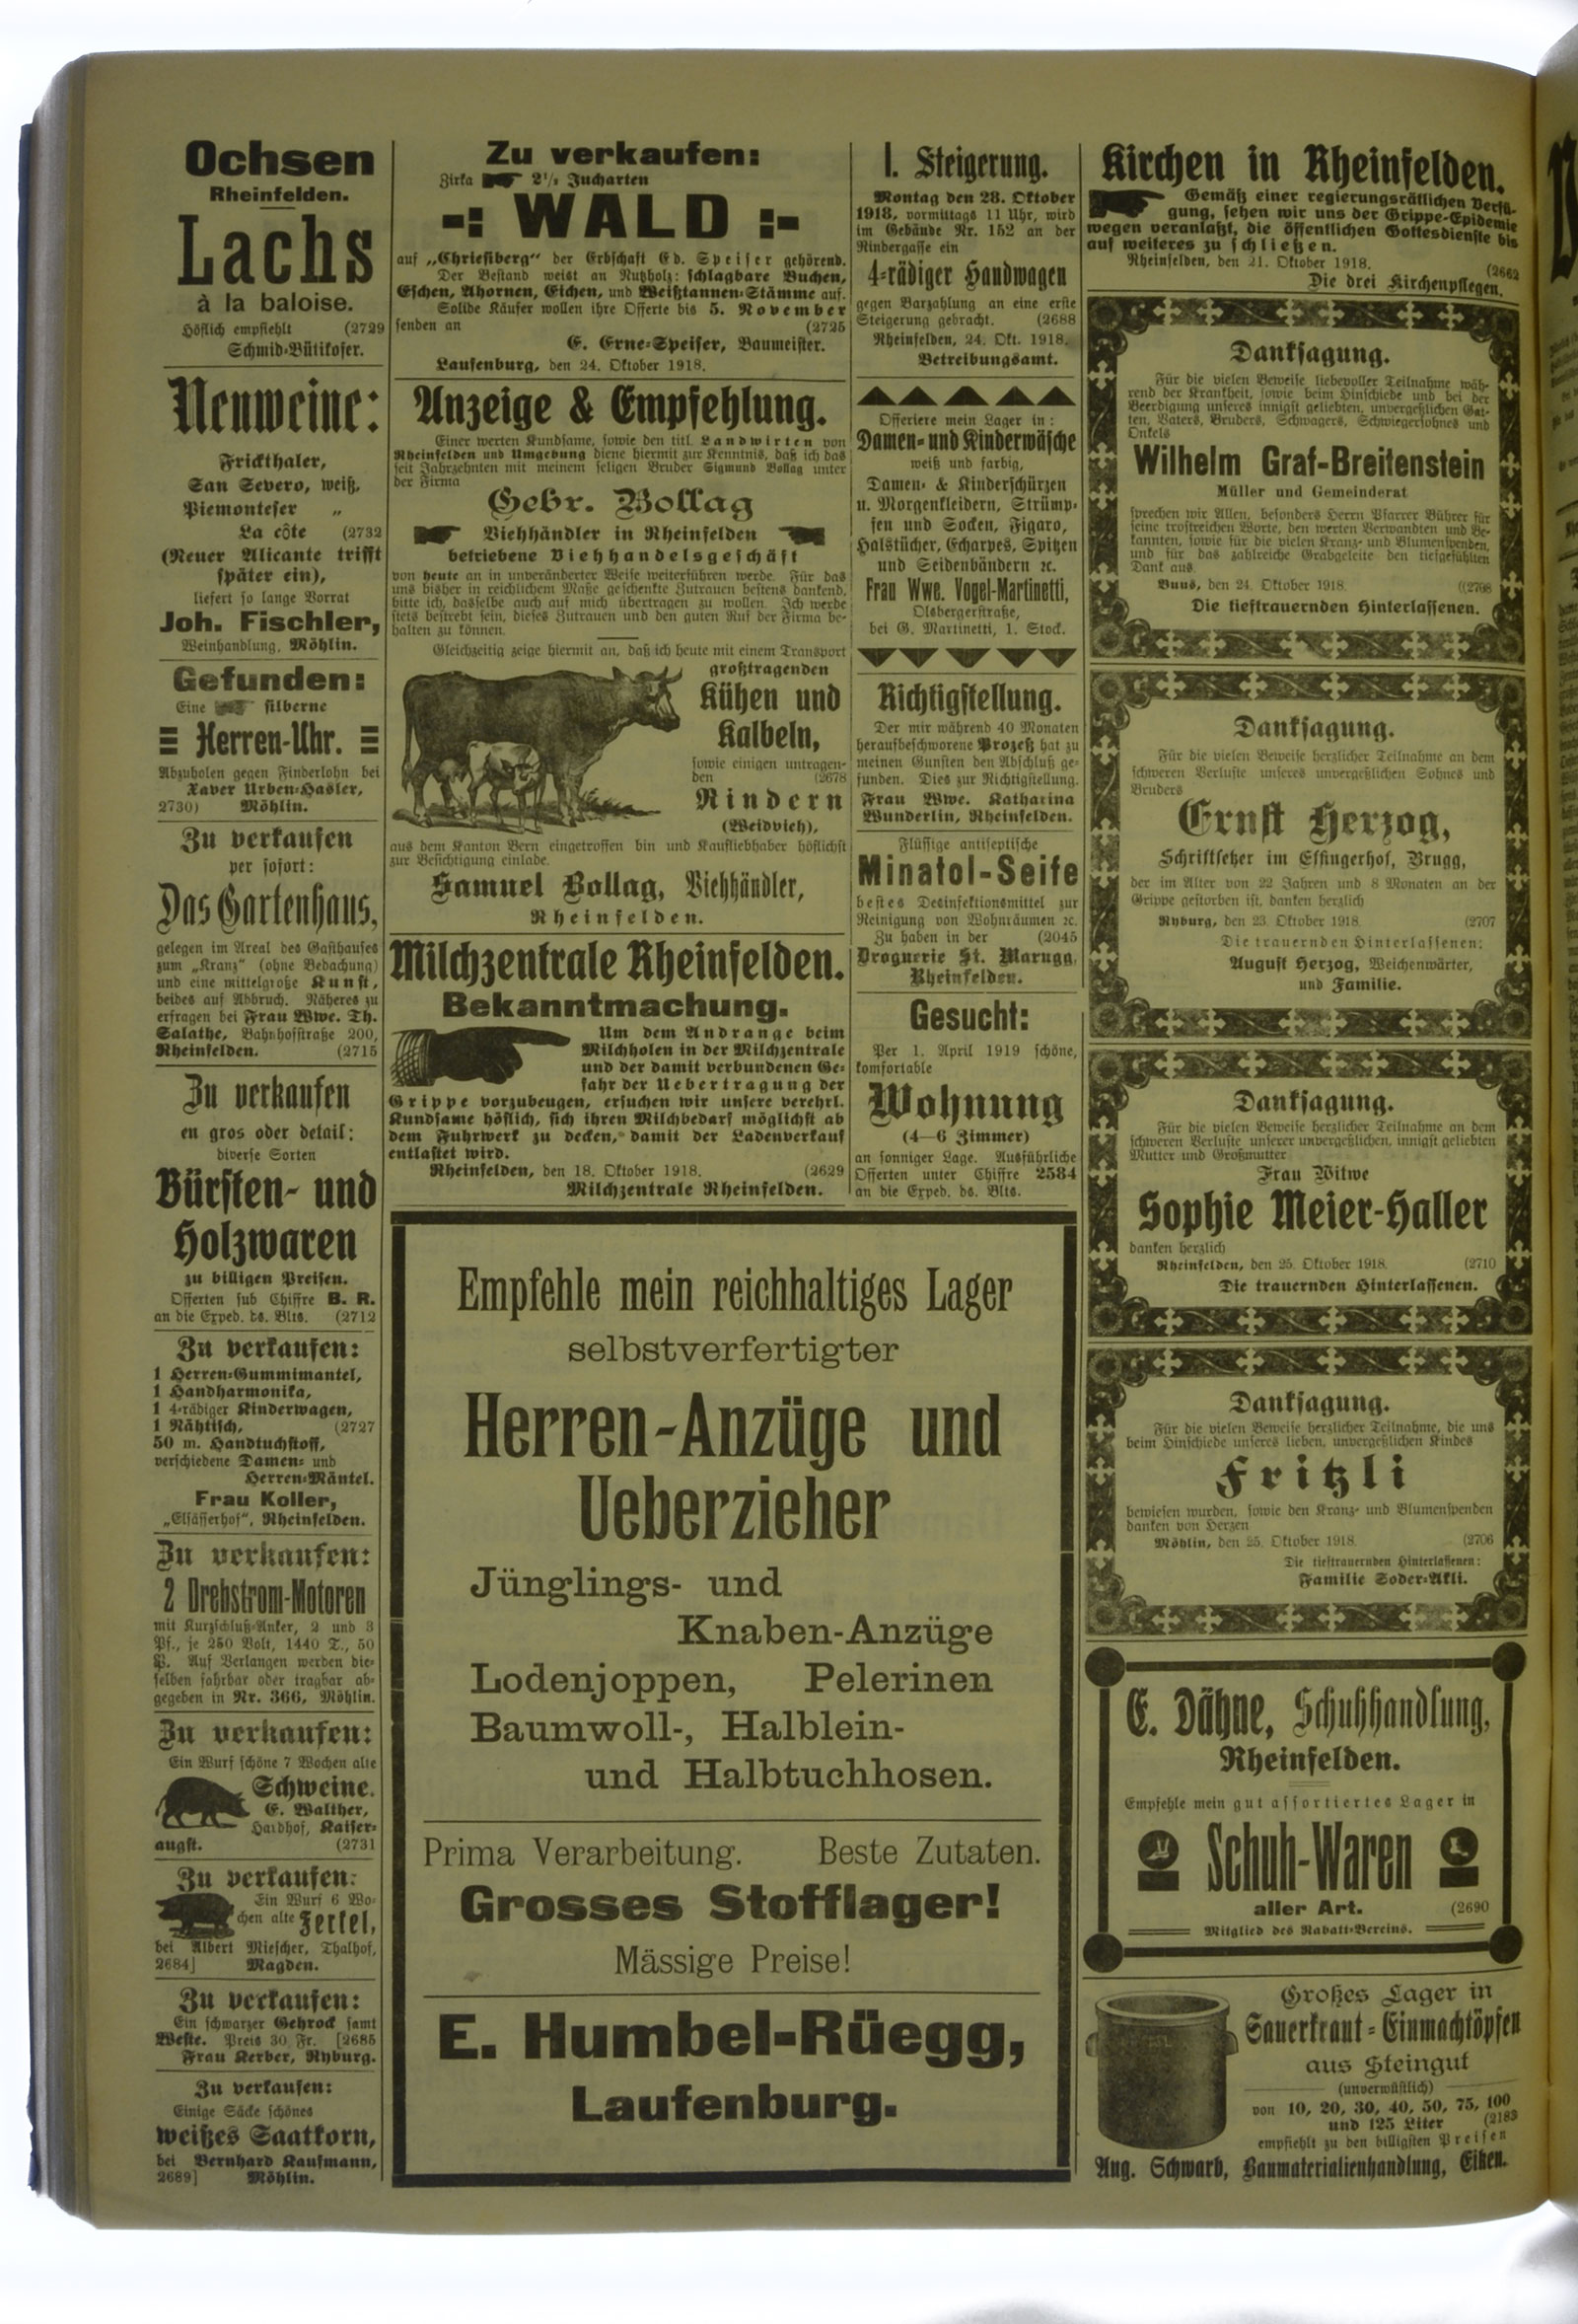 Ochsen
Rheinfelden.
Lachs
à la baloise.
Höflich empfiehlt (2729
Schmid-Bütikofer.
Neuweine:
Frickthaler,
San Severo, weiß,
Piemonteser „
La côte (2732
(Neuer Alicante trifft
später ein),
liefert so lange Vorrat
Joh. Fischler,
Weinhandlung, Möhlin.
Gefunden:
Eine silberne
Herren-Uhr.
Abzuholen gegen Finderlohn bei
Xaver Urben-Hasler,
2730) Möhlin.
Zu verkaufen
per sofort:
Das Gartenhaus,
gelegen im Areal des Gasthauses
zum „Kranz“ (ohne Bedachung)
und eine mittelgroße Kunst,
beides auf Abbruch. Näheres zu
erfragen bei Frau Wwe. Th.
Salathe, Bahnhofstraße 200,
Rheinfelden. (2715
Zu verkaufen
en gros oder detail:
diverse Sorten
Bürsten- und
Holzwaren
zu billigen Preisen.
Offerten sub Chiffre B. R.
an die Exped. ds. Blts. (2712
Zu verkaufen:
1 Herren-Gummimantel,
1 Handharmonika,
1 4-rädiger Kinderwagen,
1 Nähtisch, (2727
50 m. Handtuchstoff,
verschiedene Damen- und
Herren-Mäntel.
Frau Koller,
„Elsässerhof“, Rheinfelden.
Zu verkaufen:
2 Drehstrom-Motoren
mit Kurzschluß-Anker, 2 und 3
Pf., je 250 Volt, 1440 T., 50
P. Auf Verlangen werden die-
selben fahrbar oder tragbar ab-
gegeben in Nr. 366, Möhlin.
Zu verkaufen:
Ein Wurf schöne 7 Wochen alte
Schweine.
E. Walther,
Hardhof, Kaiser-
augst. (2731
Zu verkaufen:
Ein Wurf 6 Wo-
chen alte Ferkel,
bei Albert Miescher, Thalhof,
2684] Magden.
Zu verkaufen:
Ein schwarzer Gehrock samt
Weste. Preis 30 Fr. [2685
Frau Kerber, Ryburg.
Zu verkaufen:
Einige Säcke schönes
weißes Saatkorn,
bei Bernhard Kaufmann,
2689] Möhlin.
Zu verkaufen:
Zirka 2½ Jucharten
-: WALD :-
auf „Chriesiberg“ der Erbschaft Ed. Speiser gehörend.
Der Bestand weist an Nutzholz: schlagbare Buchen,
Eschen, Ahornen, Eichen, und Weißtannen-Stämme auf.
Solide Käufer wollen ihre Offerte bis 5. November
senden an (2725
E. Erne-Speiser, Baumeister.
Laufenburg, den 24. Oktober 1918.
Anzeige & Empfehlung.
Einer werten Kundsame, sowie den titl. Landwirten von
Rheinfelden und Umgebung diene hiermit zur Kenntnis, daß ich das
seit Jahrzehnten mit meinem seligen Bruder Sigmund Bollag unter
der Firma
Gebr. Bollag
Viehhändler in Rheinfelden
betriebene Viehhandelsgeschäft
von heute an in unveränderter Weise weiterführen werde. Für das
uns bisher in reichlichem Maße geschenkte Zutrauen bestens dankend,
bitte ich, dasselbe auch auf mich übertragen zu wollen. Ich werde
stets bestrebt sein, dieses Zutrauen und den guten Ruf der Firma be-
halten zu können.
Gleichzeitig zeige hiermit an, daß ich heute mit einem Transport
großtragenden
Kühen und
Kalbeln,
sowie einigen untragen-
den (2678
Rindern
(Weidvieh),
aus dem Kanton Bern eingetroffen bin und Kaufliebhaber höflichst
zur Besichtigung einlade.
Samuel Bollag, Viehhändler,
Rheinfelden.
Milchzentrale Rheinfelden.
Bekanntmachung.
Um dem Andrange beim
Milchholen in der Milchzentrale
und der damit verbundenen Ge-
fahr der Uebertragung der
Grippe vorzubeugen, ersuchen wir unsere verehrl.
Kundsame höflich, sich ihren Milchbedarf möglichst ab
dem Fuhrwerk zu decken, damit der Ladenverkauf
entlastet wird.
Rheinfelden, den 18. Oktober 1918. (2629
Milchzentrale Rheinfelden.
I. Steigerung.
Montag den 28. Oktober
1918, vormittags 11 Uhr, wird
im Gebäude Nr. 152 an der
Rindergasse ein
4-rädiger Handwagen
gegen Barzahlung an eine erste
Steigerung gebracht. (2688
Rheinfelden, 24. Okt. 1918.
Betreibungsamt.
Offeriere mein Lager in:
Damen- und Kinderwäsche
weiß und farbig,
Damen- & Kinderschürzen
u. Morgenkleidern, Strümp-
fen und Socken, Figaro,
Halstücher, Echarpes, Spitzen
und Seidenbändern ꝛc.
Frau Wwe. Vogel-Martinetti,
Olsbergerstraße,
bei G. Martinetti, 1. Stock.
Richtigstellung.
Der mir während 40 Monaten
heraufbeschworene Prozeß hat zu
meinen Gunsten den Abschluß ge-
funden. Dies zur Richtigstellung.
Frau Wwe. Katharina
Wunderlin, Rheinfelden.
Flüssige antiseptische
Minatol-Seife
bestes Desinfektionsmittel zur
Reinigung von Wohnräumen ꝛc.
Zu haben in der (2045
Droguerie St. Marugg,
Rheinfelden.
Gesucht:
Per 1. April 1919 schöne,
komfortable
Wohnung
(4—6 Zimmer)
an sonniger Lage. Ausführliche
Offerten unter Chiffre 2584
an die Exped. ds. Blts.
Empfehle mein reichhaltiges Lager
selbstverfertigter
Herren-Anzüge und
Ueberzieher
Jünglings- und
Knaben-Anzüge
Lodenjoppen, Pelerinen
Baumwoll-, Halblein-
und Halbtuchhosen.
Prima Verarbeitung. Beste Zutaten.
Grosses Stofflager!
Mässige Preise!
E. Humbel-Rüegg,
Laufenburg.
Kirchen in Rheinfelden.
Gemäß einer regierungsrätlichen Verfü-
gung, sehen wir uns der Grippe-Epidemie
wegen veranlaßt, die öffentlichen Gottesdienste bis
auf weiteres zu schließen.
Rheinfelden, den 21. Oktober 1918. (2662
Die drei Kirchenpflegen.
Danksagung.
Für die vielen Beweise liebevoller Teilnahme wäh-
rend der Krankheit, sowie beim Hinschiede und bei der
Beerdigung unseres innigst geliebten, unvergeßlichen Gat-
ten, Vaters, Bruders, Schwagers, Schwiegersohnes und
Onkels
Wilhelm Graf-Breitenstein
Müller und Gemeinderat
sprechen wir Allen, besonders Herrn Pfarrer Bührer für
seine trostreichen Worte, den werten Verwandten und Be-
kannten, sowie für die vielen Kranz- und Blumenspenden,
und für das zahlreiche Grabgeleite den tiefgefühlten
Dank aus.
Buus, den 24. Oktober 1918. ((2708
Die tieftrauernden Hinterlassenen.
Danksagung.
Für die vielen Beweise herzlicher Teilnahme an dem
schweren Verluste unseres unvergeßlichen Sohnes und
Bruders
Ernst Herzog,
Schriftsetzer im Effingerhof, Brugg,
der im Alter von 22 Jahren und 8 Monaten an der
Grippe gestorben ist, danken herzlich
Ryburg, den 23. Oktober 1918. (2707
Die trauernden Hinterlassenen:
August Herzog, Weichenwärter,
und Familie.
Danksagung.
Für die vielen Beweise herzlicher Teilnahme an dem
schweren Verluste unserer unvergeßlichen, innigst geliebten
Mutter und Großmutter
Frau Witwe
Sophie Meier-Haller
danken herzlich
Rheinfelden, den 25. Oktober 1918. (2710
Die trauernden Hinterlassenen.
Danksagung.
Für die vielen Beweise herzlicher Teilnahme, die uns
beim Hinschiede unseres lieben, unvergeßlichen Kindes
Fritzli
bewiesen wurden, sowie den Kranz- und Blumenspenden
danken von Herzen
Möhlin, den 25. Oktober 1918. (2706
Die tieftrauernden Hinterlassenen:
Familie Soder-Akli.
E. Dähne, Schuhhandlung,
Rheinfelden.
Empfehle mein gut assortiertes Lager in
Schuh-Waren
aller Art. (2690
Mitglied des Rabatt-Vereins.
Großes Lager in
Sauerkraut-Einmachtöpfen
aus Steingut
(unverwüstlich)
von 10, 20, 30, 40, 50, 75, 100
und 125 Liter (2183
empfiehlt zu den billigsten Preisen
Aug. Schwarb, Baumaterialienhandlung, Eiken.